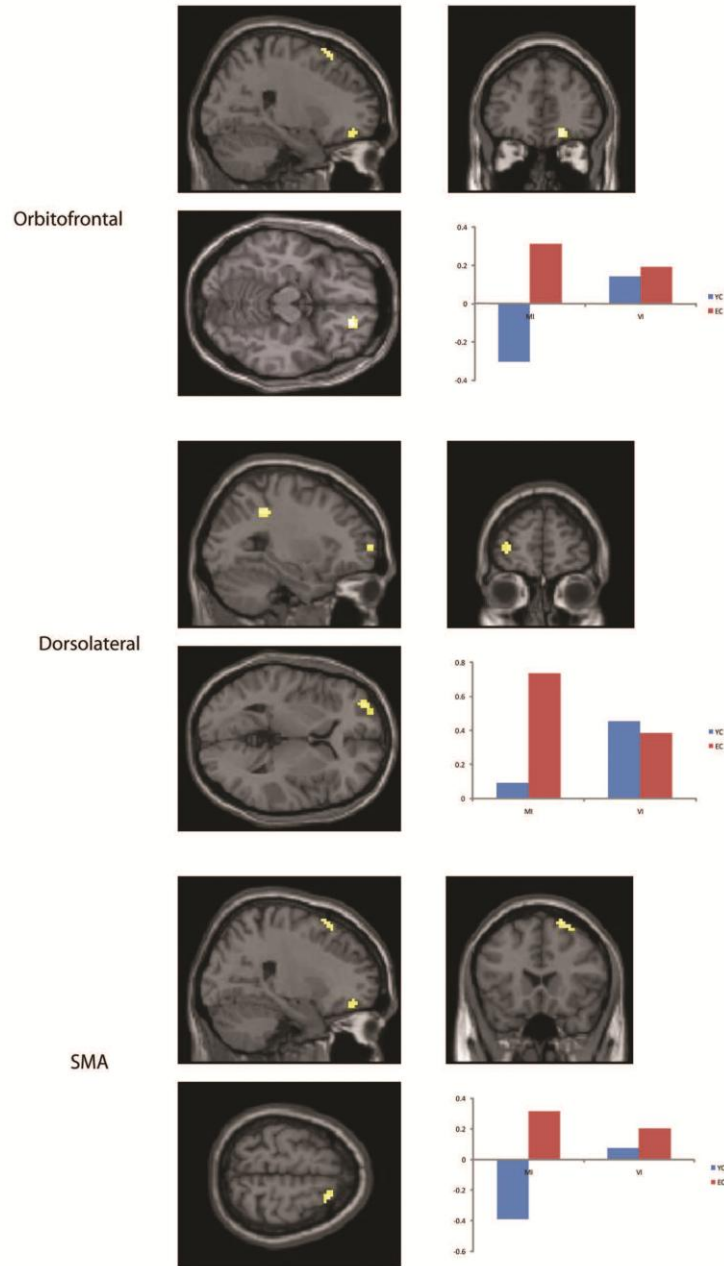 Orbitofrontal
0.4
0.2
0
-0.2
-0.4
MI
VI
YC
EC
Dorsolateral
0.8
0.6
0.4
0.2
0
MI
VI
YC
EC
SMA
0.4
0.2
0
-0.2
-0.4
-0.6
MI
VI
YC
EC